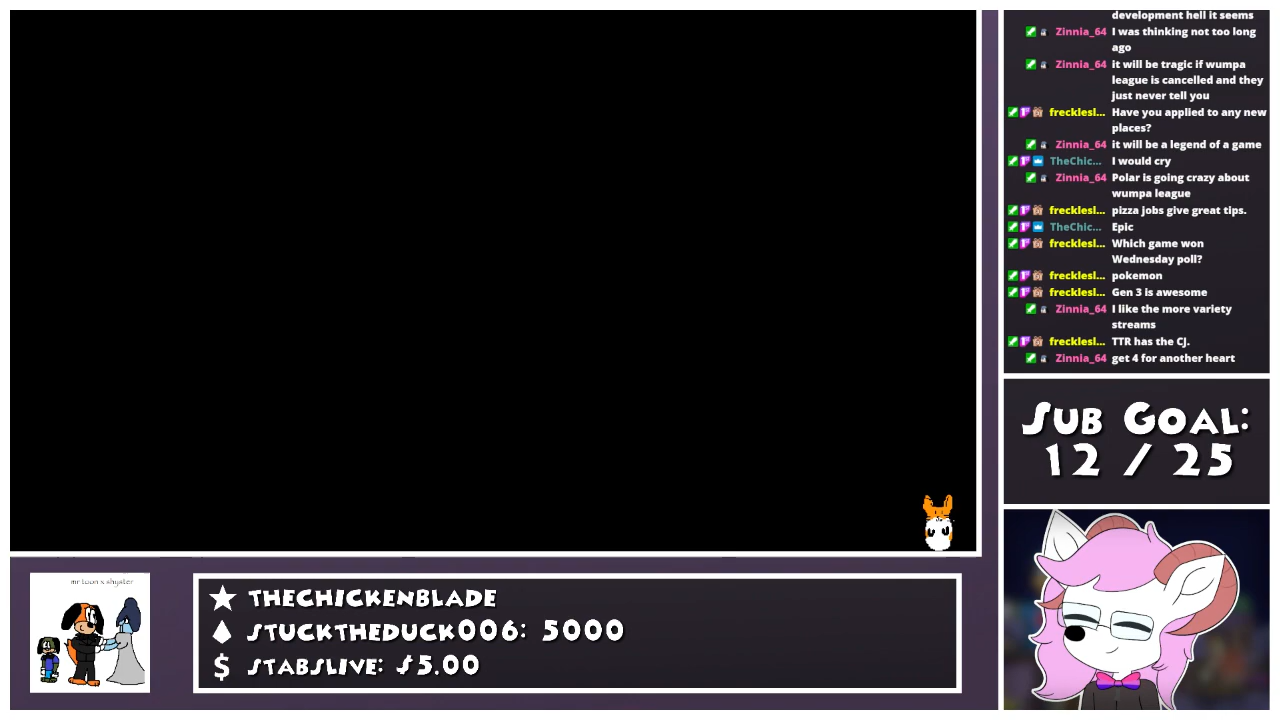 development hell it seems
Zinnia_64 I was thinking not too long
ago
Zinnia_64 it will be tragic if wumpa
league is cancelled and they
just never tell you
frecklesl... Have you applied to any new
places?
Zinnia_64 it will be a legend of a game
TheChic... I would cry
Zinnia_64 Polar is going crazy about
wumpa league
frecklesl... pizza jobs give great tips.
TheChic... Epic
frecklesl... Which game won
Wednesday poll?
frecklesl... pokemon
frecklesl... Gen 3 is awesome
Zinnia_64 I like the more variety
streams
frecklesl... TTR has the CJ.
Zinnia_64 get 4 for another heart
Sub Goal:
12 / 25
mr toon x shyster
THECHICKENBLADE
STUCKTHEDUCK006: 5000
$ STABSLIVE: $5.00